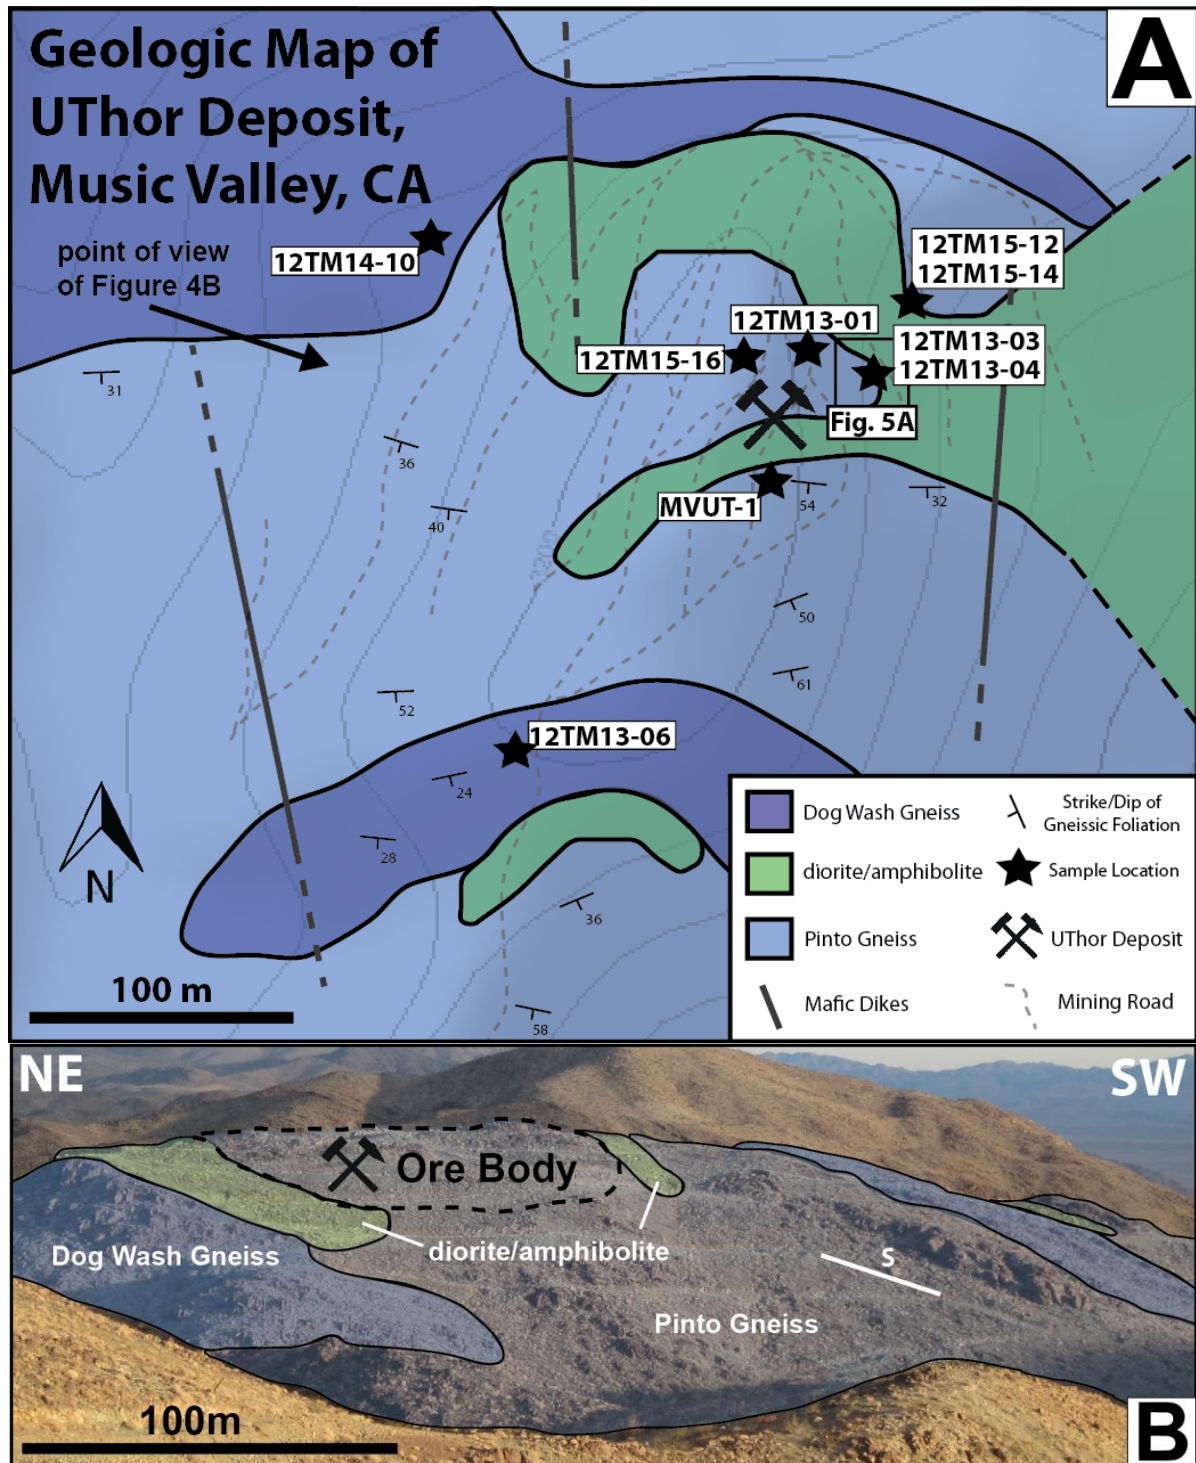 Geologic Map of
UThor Deposit,
Music Valley, CA
A
point of view
of Figure 4B
12TM14-10
12TM15-12
12TM15-14
12TM13-01
12TM15-16
12TM13-03
12TM13-04
Fig. 5A
MVUT-1
31
36
40
54
32
50
61
52
12TM13-06
24
28
36
58
N
100 m
Dog Wash Gneiss
diorite/amphibolite
Pinto Gneiss
Mafic Dikes
Strike/Dip of
Gneissic Foliation
Sample Location
UThor Deposit
Mining Road
NE
SW
Ore Body
Dog Wash Gneiss
diorite/amphibolite
S
Pinto Gneiss
100m
B